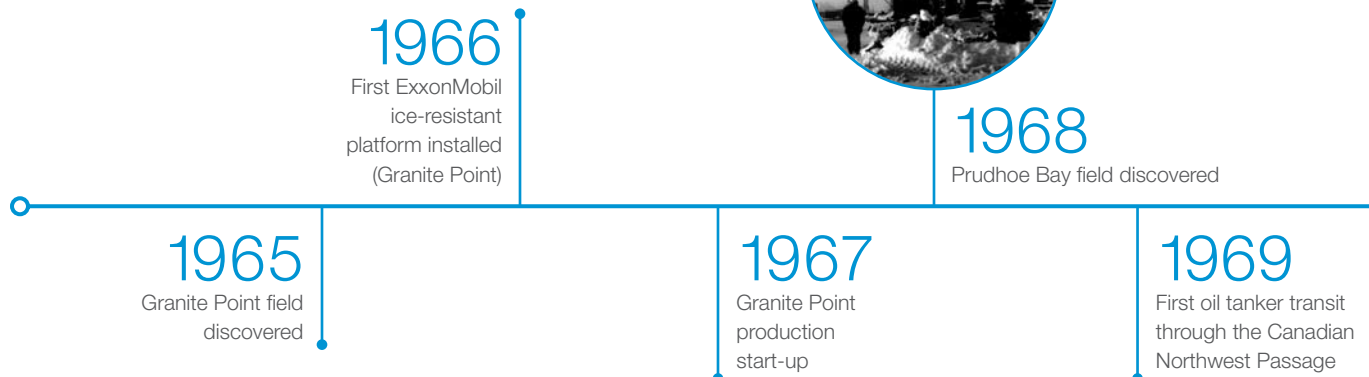 1966
First ExxonMobil
ice-resistant
platform installed
(Granite Point)
1968
Prudhoe Bay field discovered
1965
Granite Point field
discovered
1967
Granite Point
production
start-up
1969
First oil tanker transit
through the Canadian
Northwest Passage